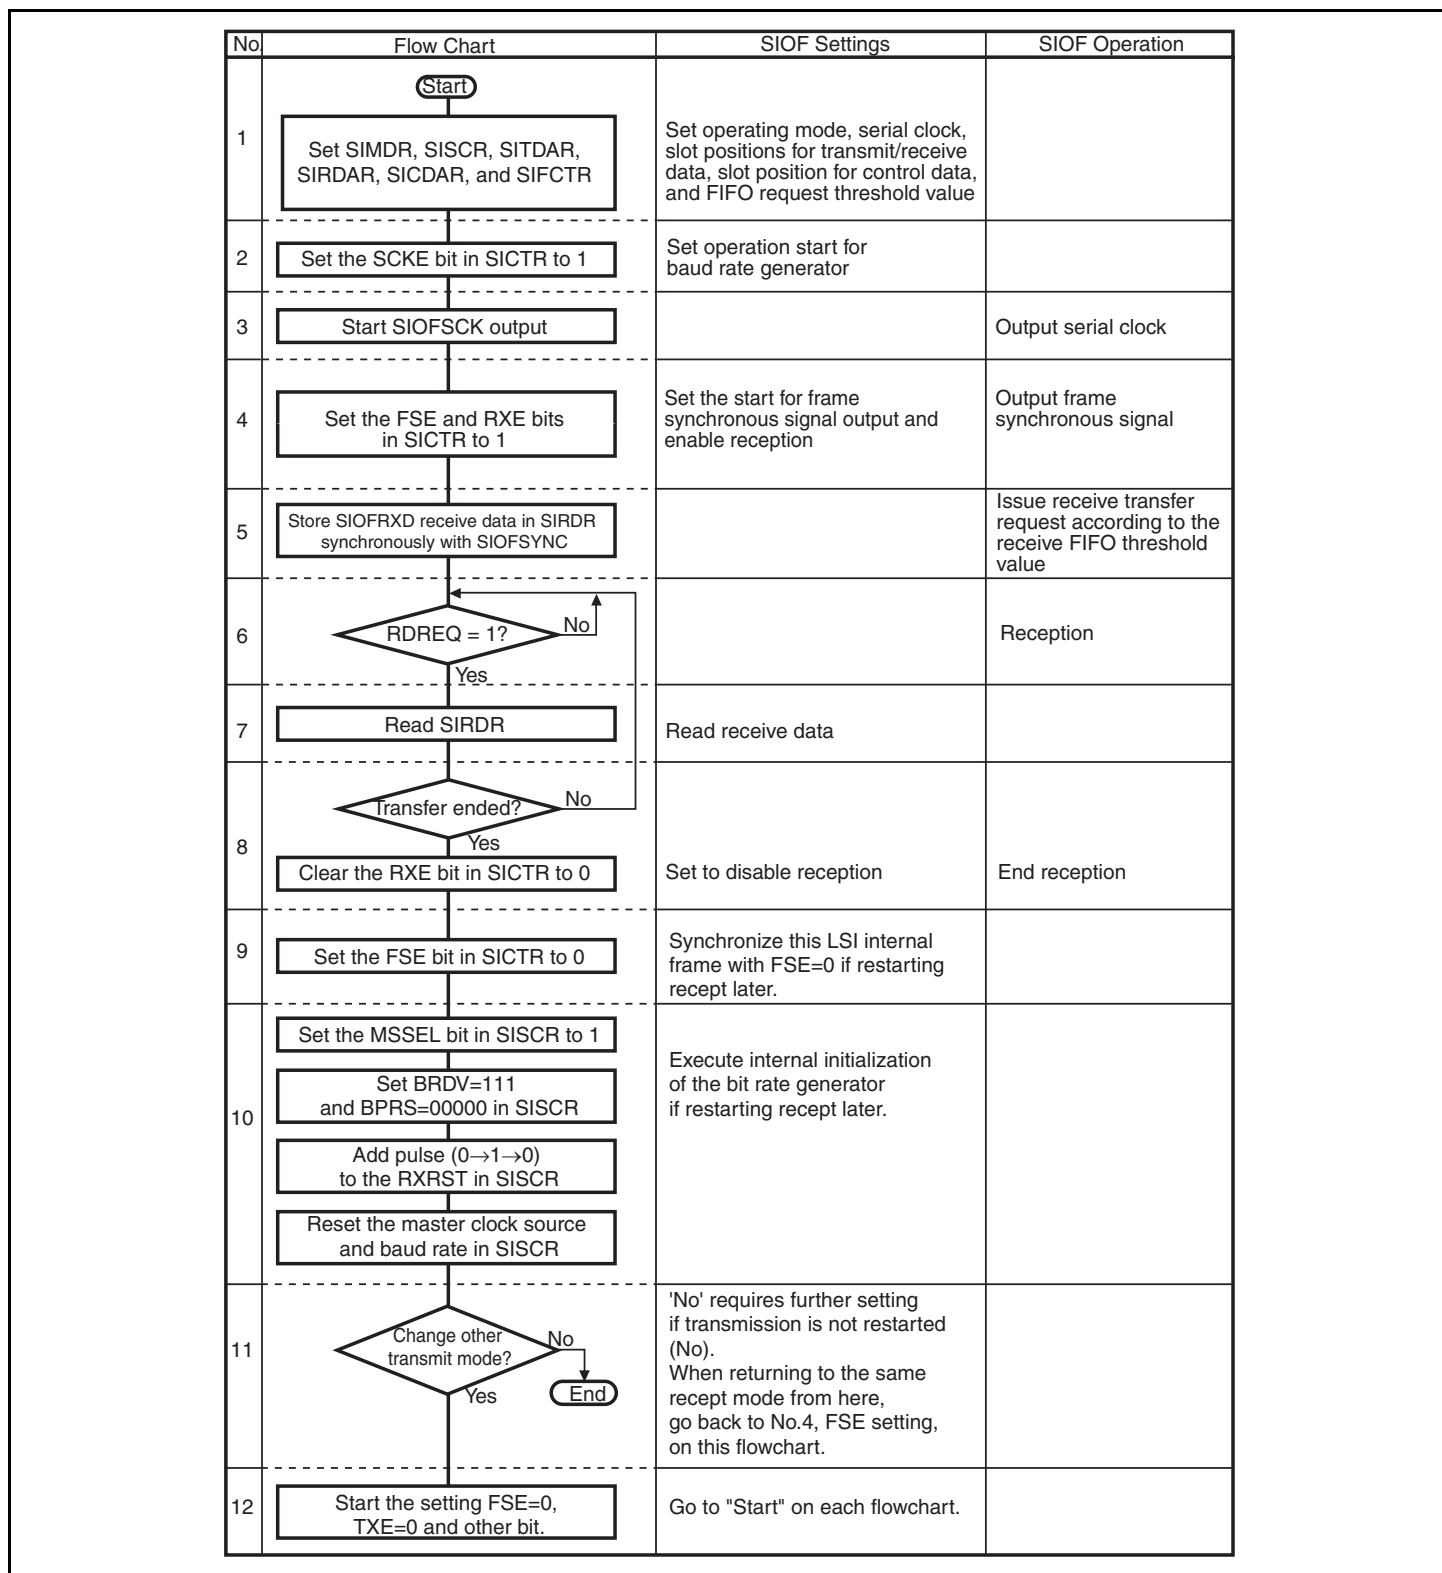 No. Flow Chart SIOF Settings SIOF Operation
Start
1
Set SIMDR, SISCR, SITDAR,
SIRDAR, SICDAR, and SIFCTR
Set operating mode, serial clock,
slot positions for transmit/receive
data, slot position for control data,
and FIFO request threshold value
2
Set the SCKE bit in SICTR to 1
Set operation start for
baud rate generator
3
Start SIOFSCK output
Output serial clock
4
Set the FSE and RXE bits
in SICTR to 1
Set the start for frame
synchronous signal output and
enable reception
Output frame
synchronous signal
5
Store SIOFRXD receive data in SIRDR
synchronously with SIOFSYNC
Issue receive transfer
request according to the
receive FIFO threshold
value
6
RDREQ = 1?
No
Yes
Reception
7
Read SIRDR
Read receive data
8
Transfer ended?
No
Yes
Clear the RXE bit in SICTR to 0
Set to disable reception
End reception
9
Set the FSE bit in SICTR to 0
Synchronize this LSI internal
frame with FSE=0 if restarting
recept later.
10
Set the MSSEL bit in SISCR to 1
Set BRDV=111
and BPRS=00000 in SISCR
Add pulse (0→1→0)
to the RXRST in SISCR
Reset the master clock source
and baud rate in SISCR
Execute internal initialization
of the bit rate generator
if restarting recept later.
11
Change other
transmit mode?
No
End
Yes
'No' requires further setting
if transmission is not restarted
(No).
When returning to the same
recept mode from here,
go back to No.4, FSE setting,
on this flowchart.
12
Start the setting FSE=0,
TXE=0 and other bit.
Go to "Start" on each flowchart.